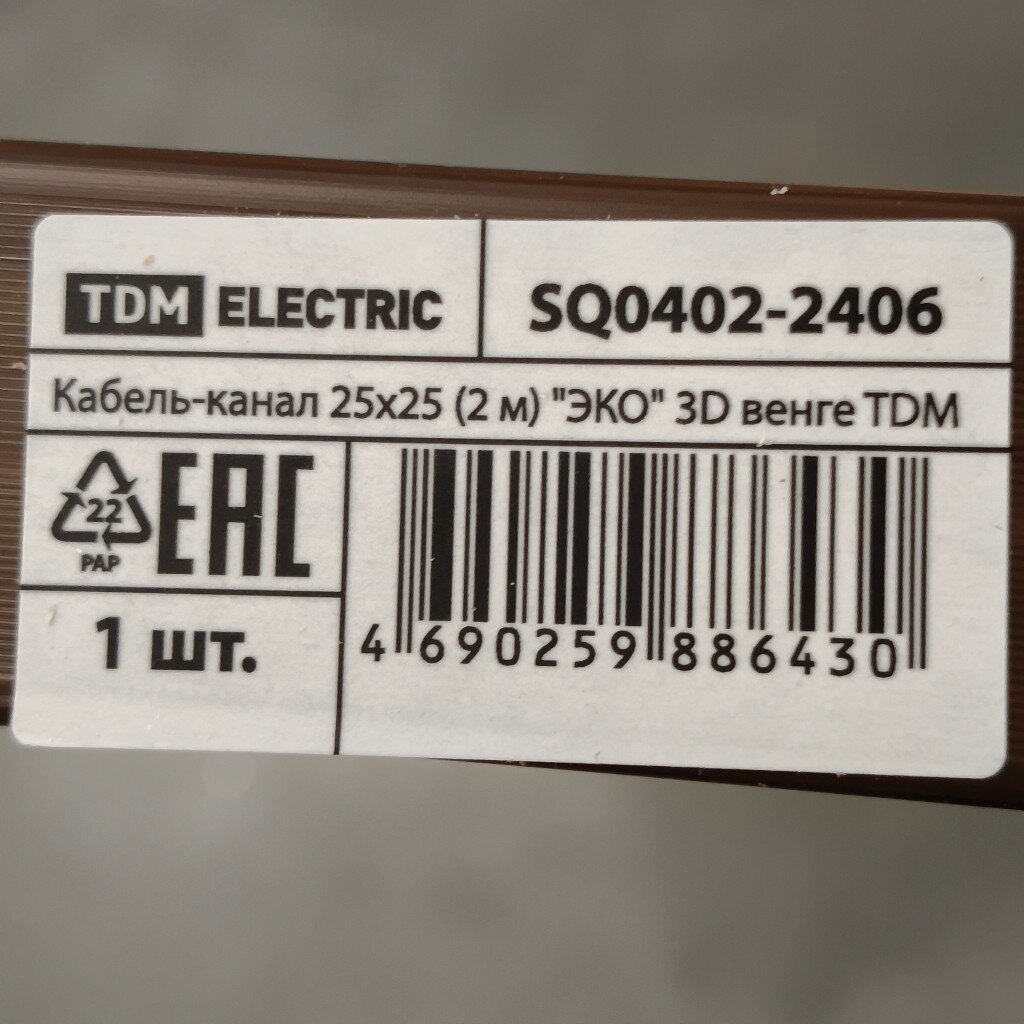 TDM ELECTRIC
SQ0402-2406
Кабель-канал 25x25 (2 м) "ЭКО" 3D венге TDM
22
PAP
EAC
1 шт.
4 690259 886430